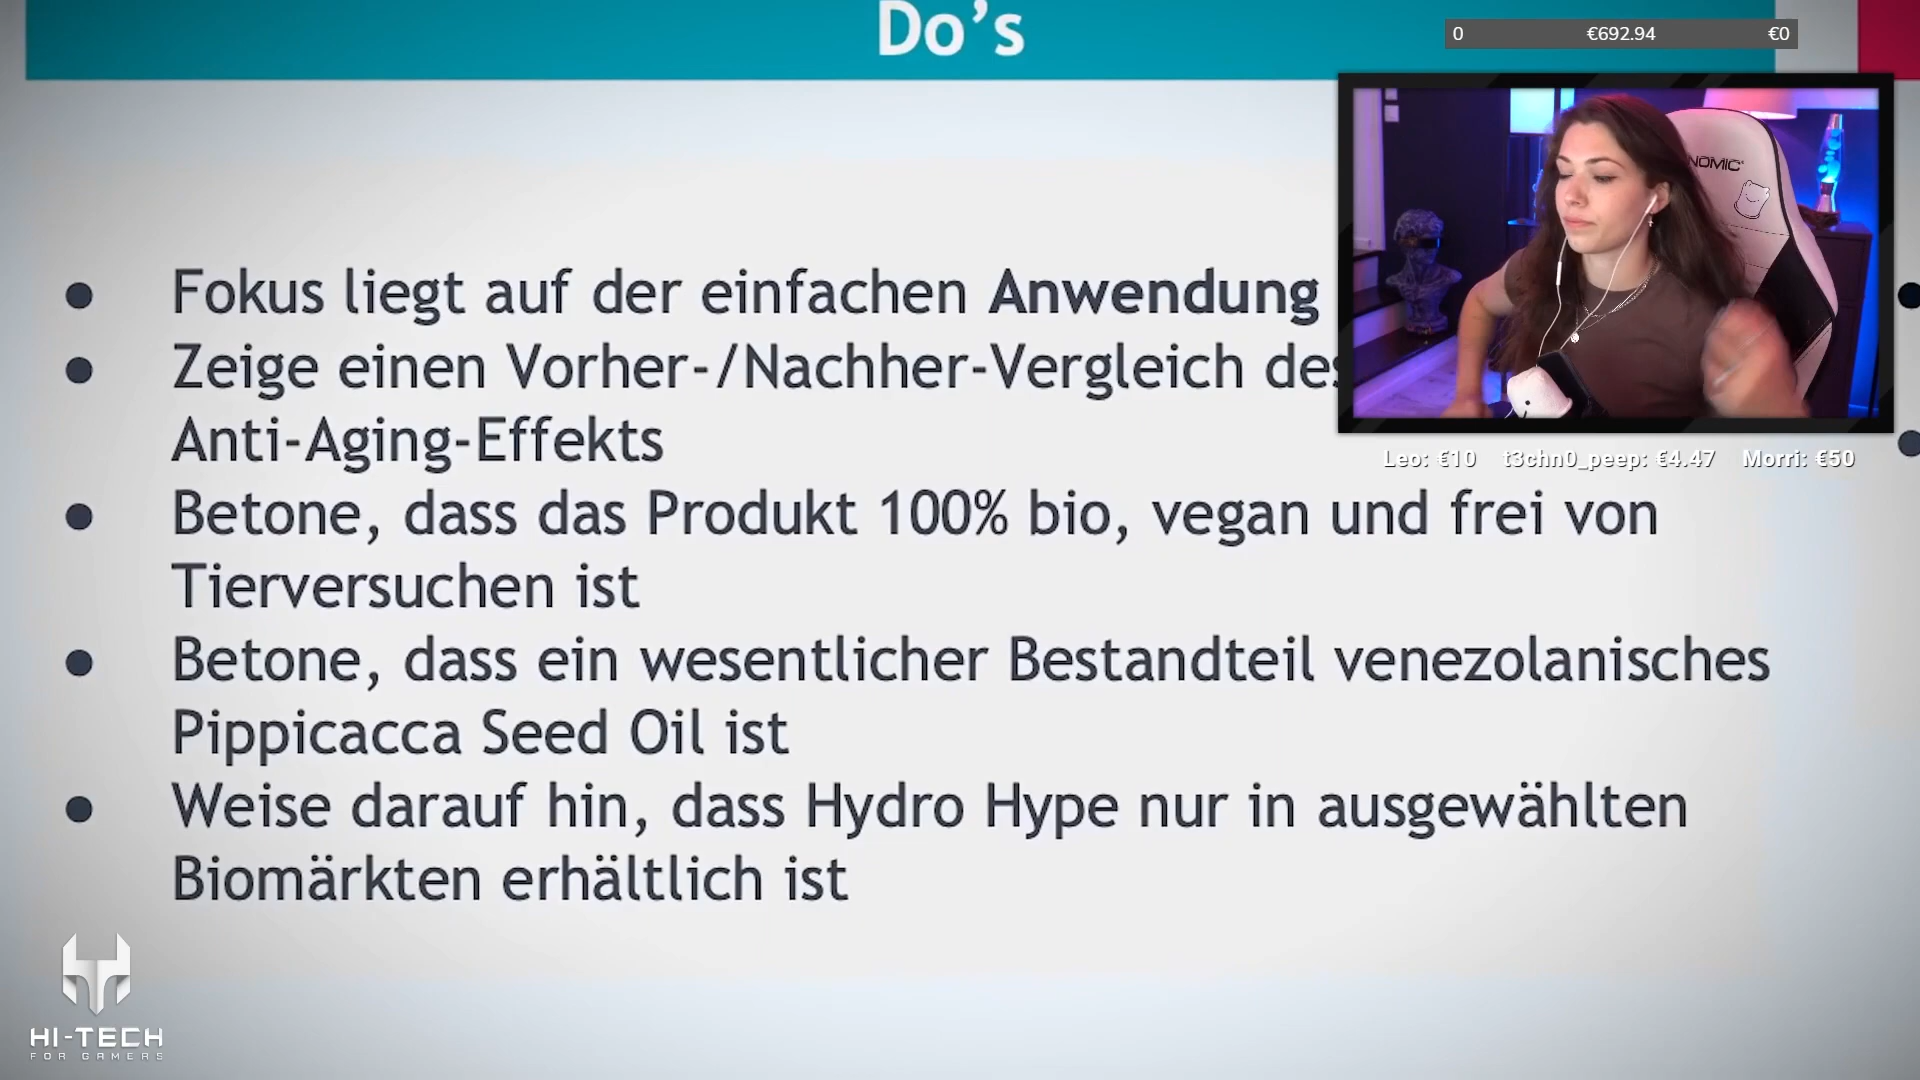 Do's
0 €692.94 €0
NOMIC
Fokus liegt auf der einfachen Anwendung
Zeige einen Vorher-/Nachher-Vergleich des
Anti-Aging-Effekts
Leo: €10 t3chn0_peep: €4.47 Morri: €50
Betone, dass das Produkt 100% bio, vegan und frei von
Tierversuchen ist
Betone, dass ein wesentlicher Bestandteil venezolanisches
Pippicacca Seed Oil ist
Weise darauf hin, dass Hydro Hype nur in ausgewählten
Biomärkten erhältlich ist
HI-TECH
FOR GAMERS